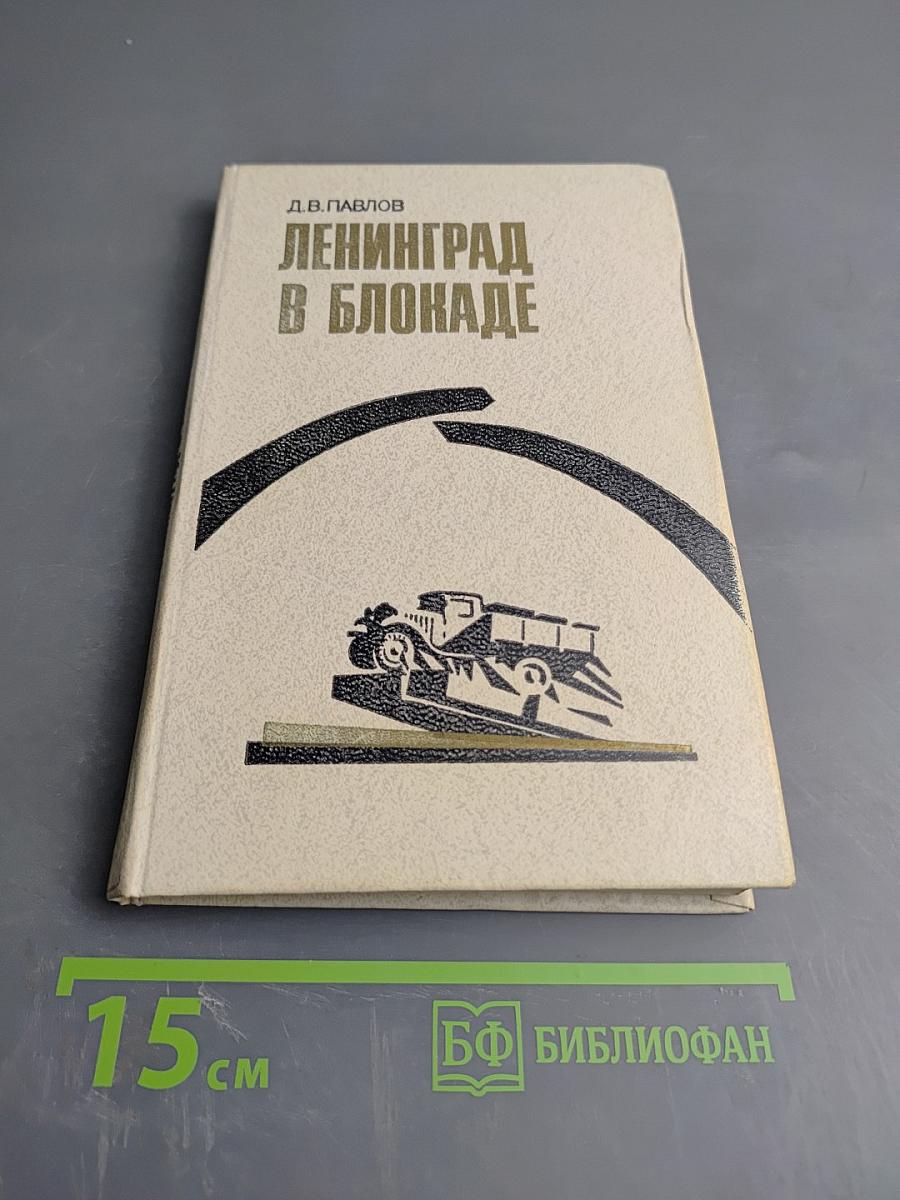 Д.В.ПАВЛОВ
ЛЕНИНГРАД
В БЛОКАДЕ
15 см
БФ БИБЛИОФАН